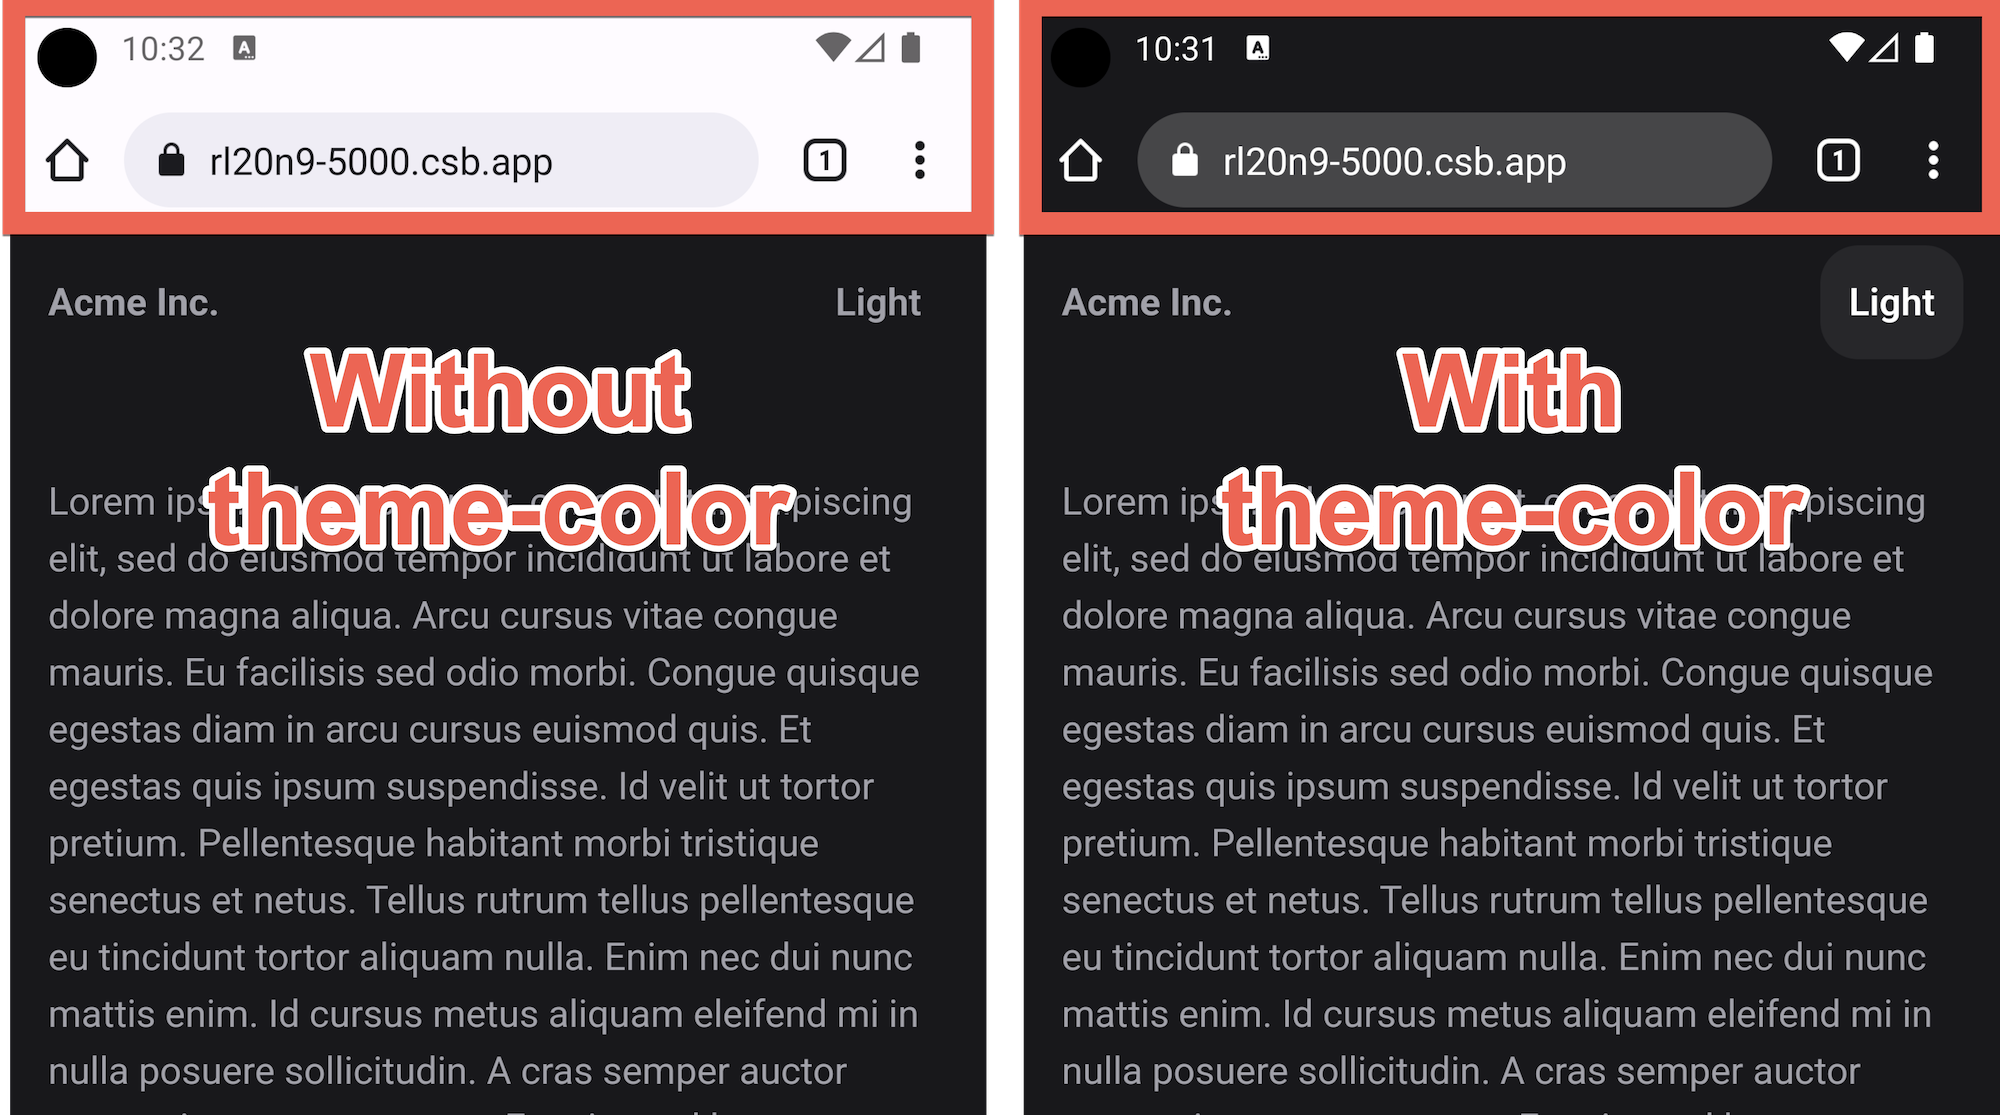 10:32 A
rl20n9-5000.csb.app 1
Acme Inc. Light
Without
theme-color
Lorem adipiscing
elit, sed do eiusmod tempor incididunt ut labore et
dolore magna aliqua. Arcu cursus vitae congue
mauris. Eu facilisis sed odio morbi. Congue quisque
egestas diam in arcu cursus euismod quis. Et
egestas quis ipsum suspendisse. Id velit ut tortor
pretium. Pellentesque habitant morbi tristique
senectus et netus. Tellus rutrum tellus pellentesque
eu tincidunt tortor aliquam nulla. Enim nec dui nunc
mattis enim. Id cursus metus aliquam eleifend mi in
nulla posuere sollicitudin. A cras semper auctor
10:31 A
rl20n9-5000.csb.app 1
Acme Inc. Light
With
theme-color
Lorem adipiscing
elit, sed do eiusmod tempor incididunt ut labore et
dolore magna aliqua. Arcu cursus vitae congue
mauris. Eu facilisis sed odio morbi. Congue quisque
egestas diam in arcu cursus euismod quis. Et
egestas quis ipsum suspendisse. Id velit ut tortor
pretium. Pellentesque habitant morbi tristique
senectus et netus. Tellus rutrum tellus pellentesque
eu tincidunt tortor aliquam nulla. Enim nec dui nunc
mattis enim. Id cursus metus aliquam eleifend mi in
nulla posuere sollicitudin. A cras semper auctor